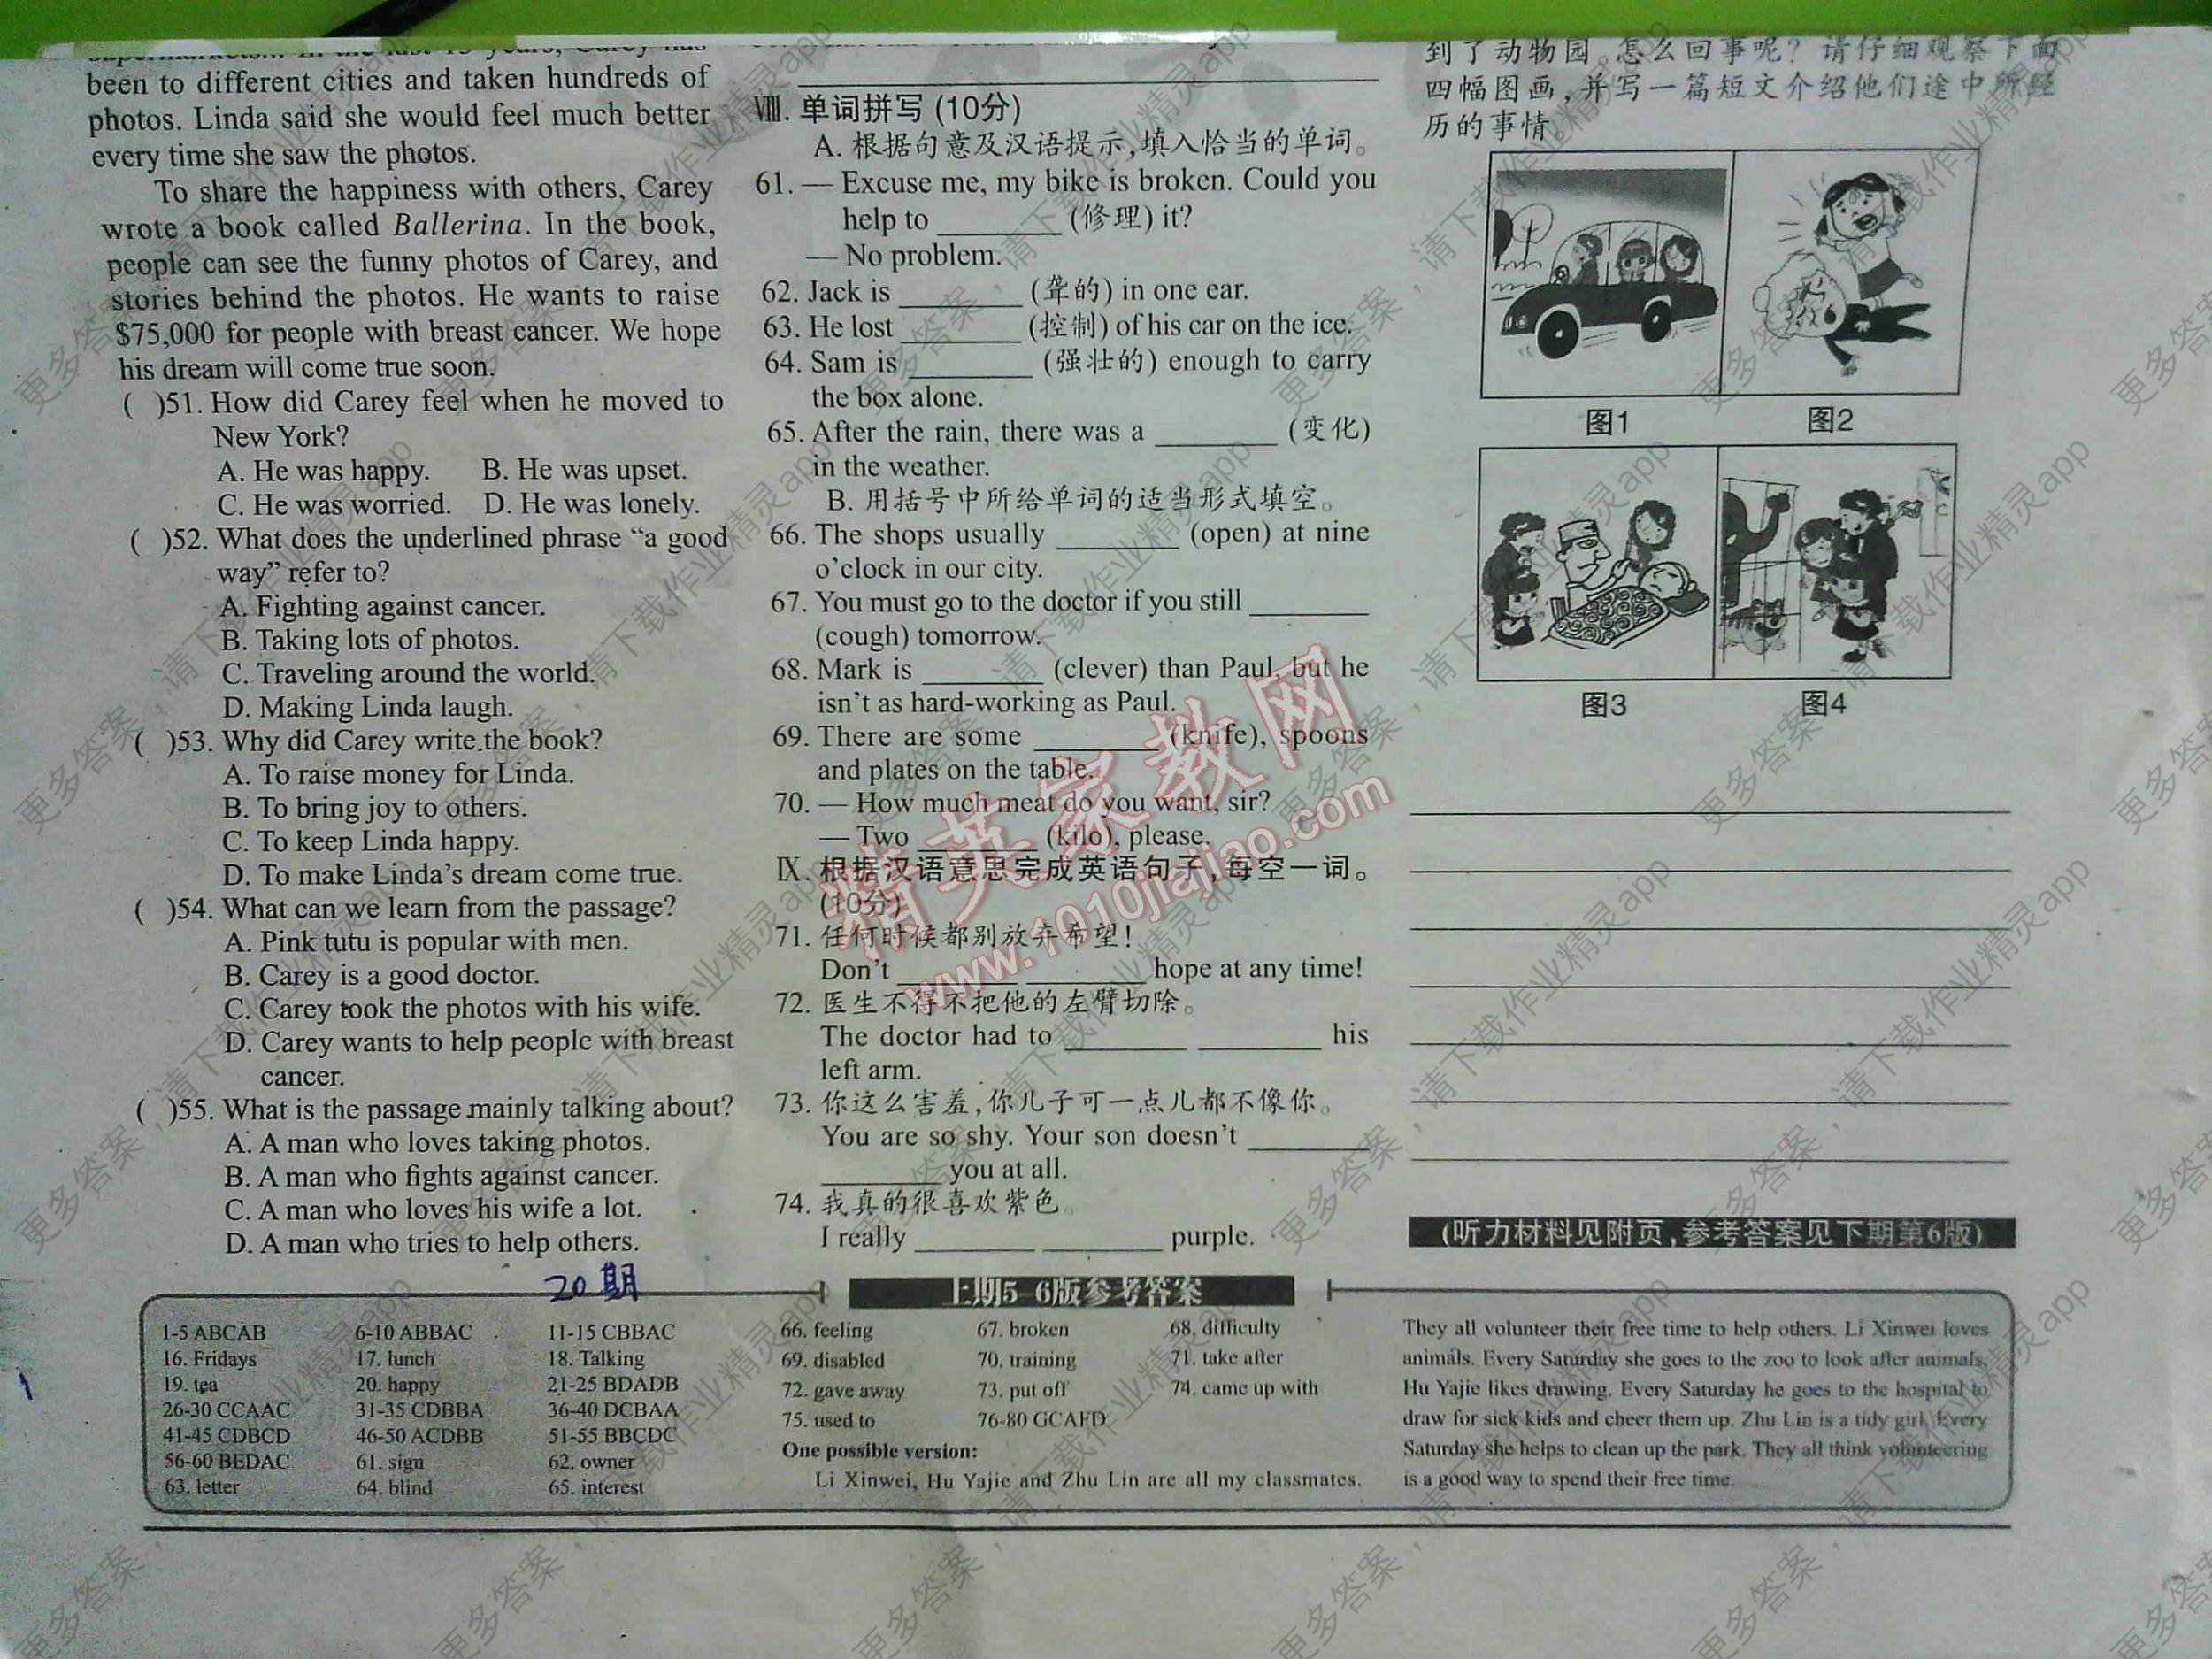 been to different cities and taken hundreds of
photos. Linda said she would feel much better
every time she saw the photos.
To share the happiness with others, Carey
wrote a book called Ballerina. In the book,
people can see the funny photos of Carey, and
stories behind the photos. He wants to raise
$75,000 for people with breast cancer. We hope
his dream will come true soon.
( )51. How did Carey feel when he moved to
New York?
A. He was happy. B. He was upset.
C. He was worried. D. He was lonely.
( )52. What does the underlined phrase “a good
way” refer to?
A. Fighting against cancer.
B. Taking lots of photos.
C. Traveling around the world.
D. Making Linda laugh.
( )53. Why did Carey write the book?
A. To raise money for Linda.
B. To bring joy to others.
C. To keep Linda happy.
D. To make Linda’s dream come true.
( )54. What can we learn from the passage?
A. Pink tutu is popular with men.
B. Carey is a good doctor.
C. Carey took the photos with his wife.
D. Carey wants to help people with breast
cancer.
( )55. What is the passage mainly talking about?
A. A man who loves taking photos.
B. A man who fights against cancer.
C. A man who loves his wife a lot.
D. A man who tries to help others.
Ⅷ. 单词拼写 (10分)
A. 根据句意及汉语提示,填入恰当的单词。
61. — Excuse me, my bike is broken. Could you
help to ________ (修理) it?
— No problem.
62. Jack is ________ (聋的) in one ear.
63. He lost ________ (控制) of his car on the ice.
64. Sam is ________ (强壮的) enough to carry
the box alone.
65. After the rain, there was a ________ (变化)
in the weather.
B. 用括号中所给单词的适当形式填空。
66. The shops usually ________ (open) at nine
o’clock in our city.
67. You must go to the doctor if you still ________
(cough) tomorrow.
68. Mark is ________ (clever) than Paul, but he
isn’t as hard-working as Paul.
69. There are some ________ (knife), spoons
and plates on the table.
70. — How much meat do you want, sir?
— Two ________ (kilo), please.
Ⅸ. 根据汉语意思完成英语句子,每空一词。
(10分)
71. 任何时候都别放弃希望!
Don’t ________ ________ hope at any time!
72. 医生不得不把他的左臂切除。
The doctor had to ________ ________ his
left arm.
73. 你这么害羞,你儿子可一点儿都不像你。
You are so shy. Your son doesn’t ________
________ you at all.
74. 我真的很喜欢紫色。
I really ________ ________ purple.
到了动物园。怎么回事呢? 请仔细观察下面
四幅图画,并写一篇短文介绍他们途中所经
历的事情。
图1 图2
图3 图4
(听力材料见附页,参考答案见下期第6版)
20期
上期5-6版参考答案
1-5 ABCAB 6-10 ABBAC 11-15 CBBAC
16. Fridays 17. lunch 18. Talking
19. tea 20. happy 21-25 BDADB
26-30 CCAAC 31-35 CDBBA 36-40 DCBAA
41-45 CDBCD 46-50 ACDBB 51-55 BBCDC
56-60 BEDAC 61. sign 62. owner
63. letter 64. blind 65. interest
66. feeling 67. broken 68. difficulty
69. disabled 70. training 71. take after
72. gave away 73. put off 74. came up with
75. used to 76-80 GCAFD
One possible version:
Li Xinwei, Hu Yajie and Zhu Lin are all my classmates.
They all volunteer their free time to help others. Li Xinwei loves
animals. Every Saturday she goes to the zoo to look after animals.
Hu Yajie likes drawing. Every Saturday he goes to the hospital to
draw for sick kids and cheer them up. Zhu Lin is a tidy girl. Every
Saturday she helps to clean up the park. They all think volunteering
is a good way to spend their free time.
精英家教网
www.1010jiajiao.com
更多答案,请下载作业精灵app